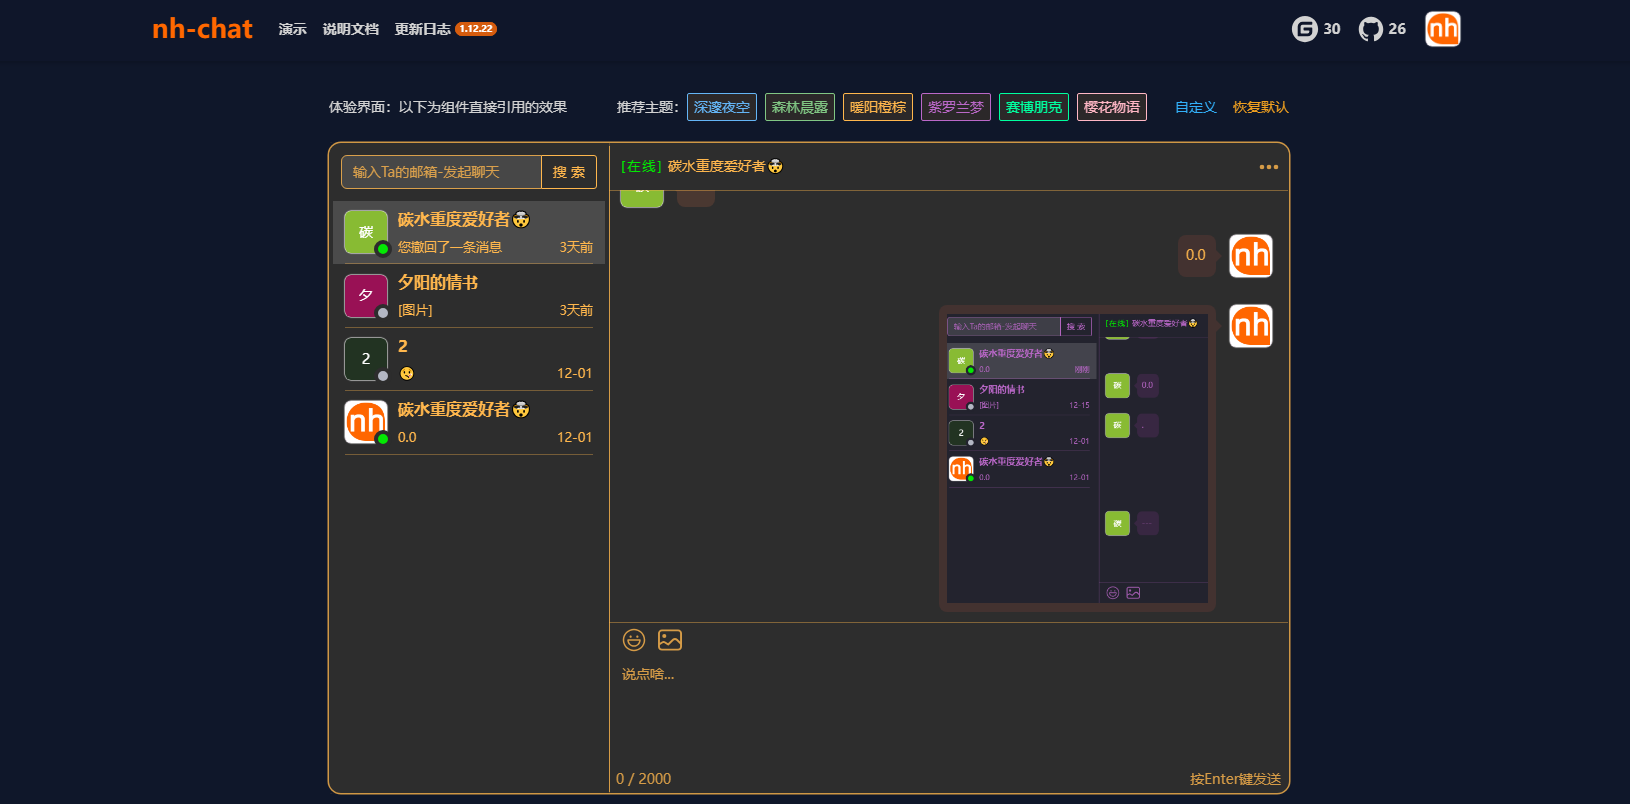 nh-chat 演示 说明文档 更新日志 1.12.22 30 26 nh
体验界面：以下为组件直接引用的效果 推荐主题： 深邃夜空 森林晨露 暖阳橙棕 紫罗兰梦 赛博朋克 樱花物语 自定义 恢复默认
输入Ta的邮箱-发起聊天 搜 索
碳 碳水重度爱好者🤯
您撤回了一条消息 3天前
夕 夕阳的情书
[图片] 3天前
2 2
12-01
nh 碳水重度爱好者🤯
0.0 12-01
[在线] 碳水重度爱好者🤯
0.0 nh
nh
输入Ta的邮箱-发起聊天 搜 索
碳 碳水重度爱好者🤯
0.0 刚刚
夕 夕阳的情书
[图片] 12-15
2 2
12-01
nh 碳水重度爱好者🤯
0.0 12-01
[在线] 碳水重度爱好者🤯
碳 0.0
碳 .
碳
说点啥...
0 / 2000 按Enter键发送